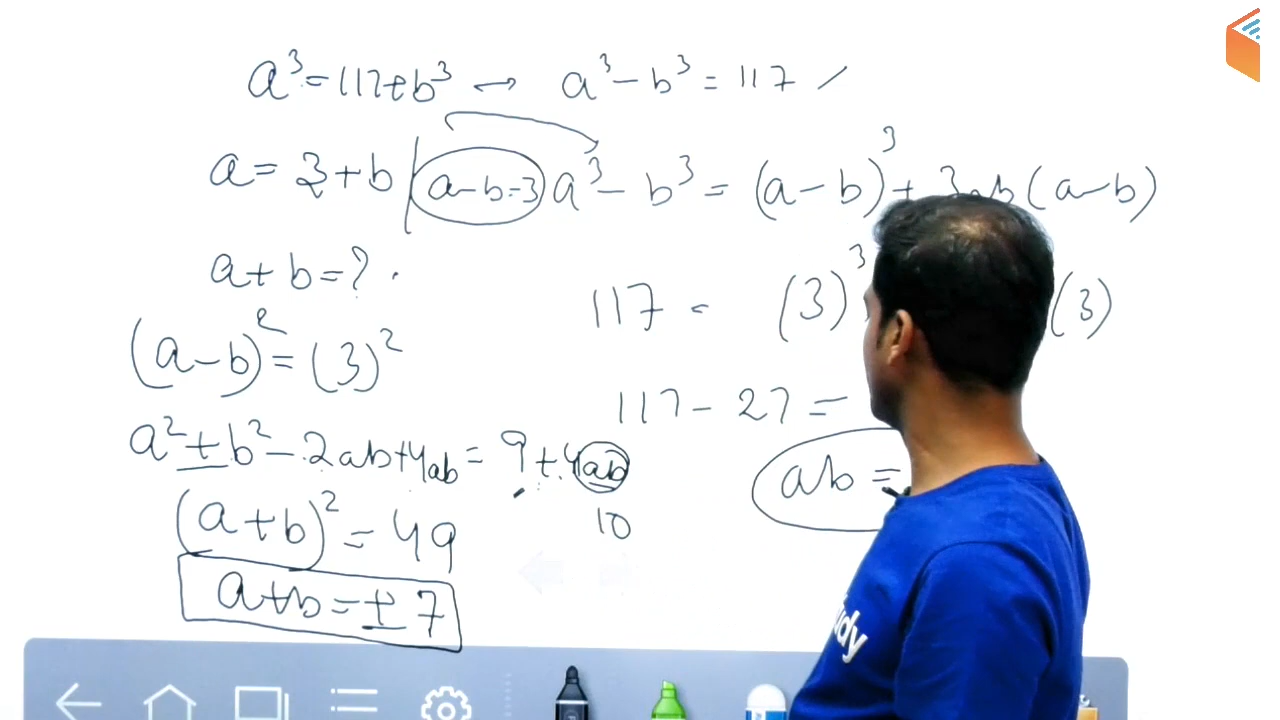 a³ = 117 + b³ → a³ - b³ = 117
a = 3 + b | a - b = 3 a³ - b³ = (a - b)³ + 3ab (a - b)
a + b = ?
117 = (3)³ (3)
(a - b)² = (3)²
117 - 27 =
a² + b² - 2ab + 4ab = 9 + 4ab
10
ab =
(a + b)² = 49
a + b = ± 7
udy